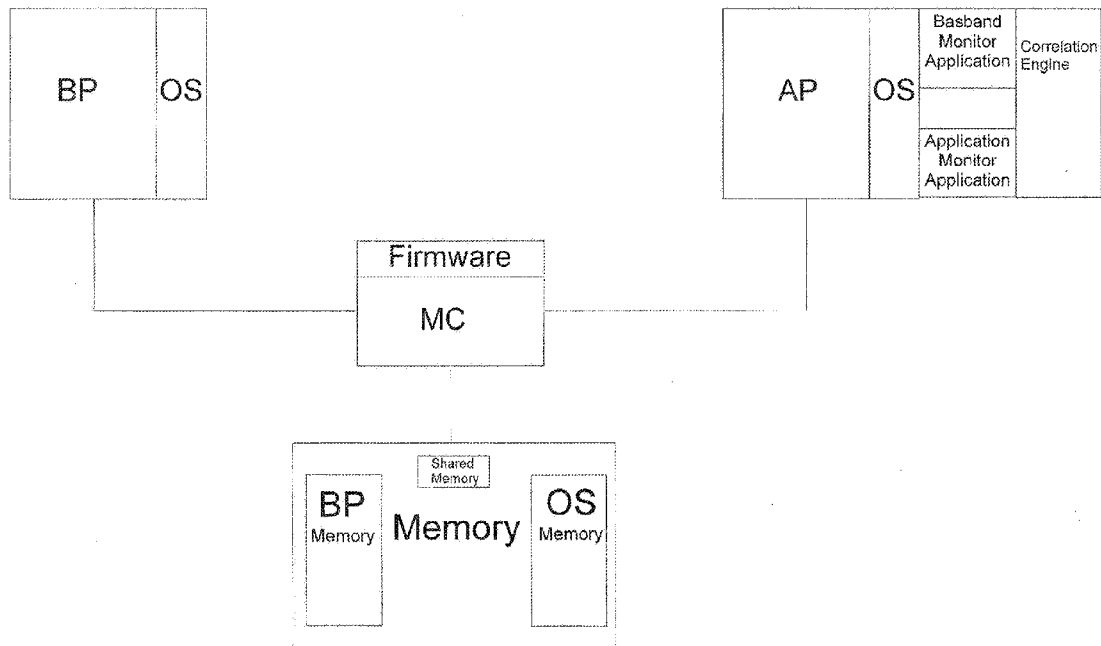 BP
OS
AP
OS
Basband
Monitor
Application
Application
Monitor
Application
Correlation
Engine
Firmware
MC
Shared
Memory
BP
Memory
Memory
OS
Memory